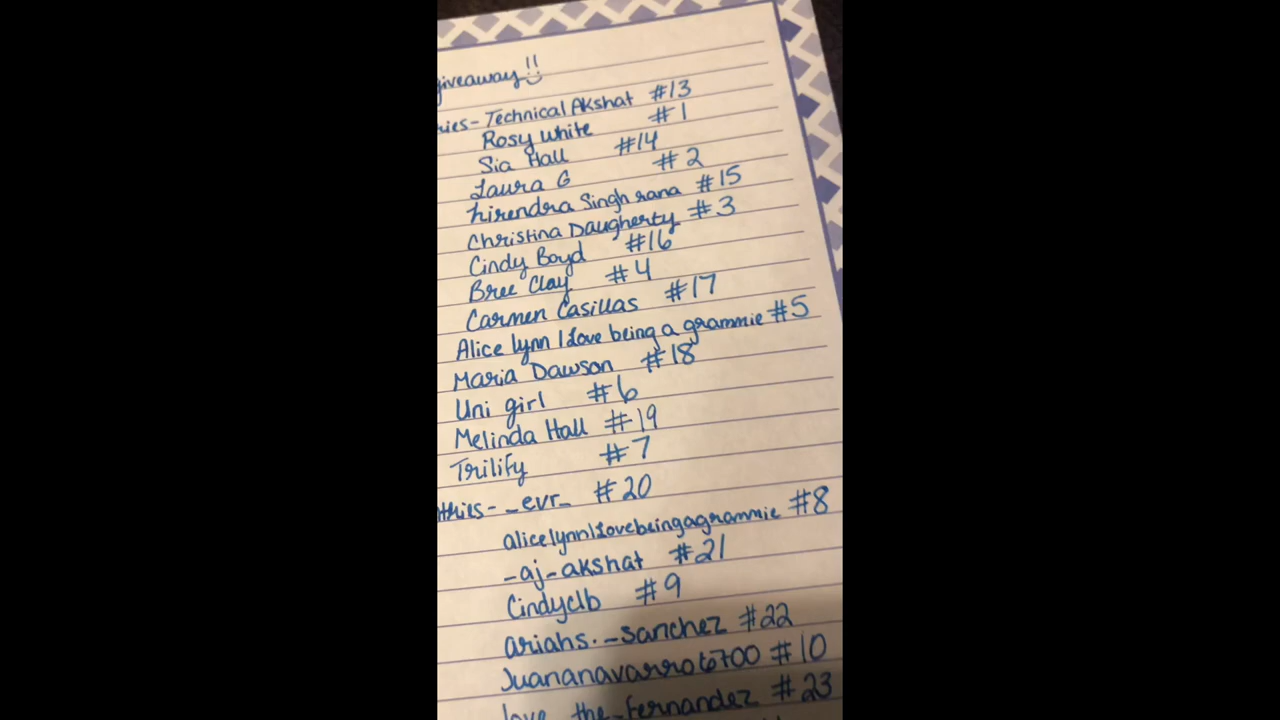 giveaway!!
ries- Technical Akshat #13
Rosy White #1
Sia Hall #14
Laura G #2
hirendra Singh rana #15
Christina Daugherty #3
Cindy Boyd #16
Bree Clay #4
Carmen Casillas #17
Alice lynn I love being a grammie #5
Maria Dawson #18
Uni girl #6
Melinda Hall #19
Trilify #7
ntries- _evr_ #20
alicelynnilovebeingagrammie #8
-aj-akshat #21
Cindyclb #9
ariahs._sanchez #22
Juananavarro6700 #10
love_the_fernandez #23